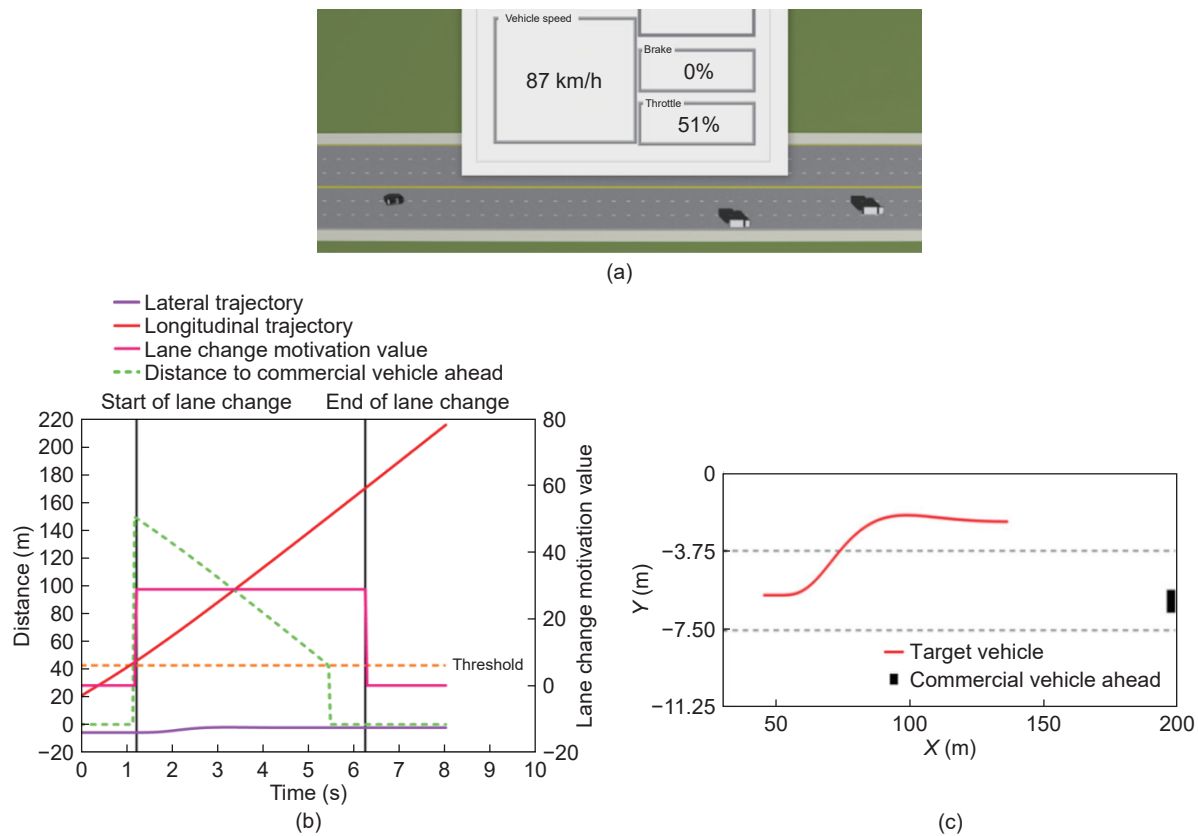 Vehicle speed
87 km/h
Brake
0%
Throttle
51%
(a)
Lateral trajectory
Longitudinal trajectory
Lane change motivation value
Distance to commercial vehicle ahead
Start of lane change
End of lane change
220
200
180
160
140
120
100
80
60
40
20
0
−20
Distance (m)
80
60
40
20
0
−20
Lane change motivation value
Threshold
0 1 2 3 4 5 6 7 8 9 10
Time (s)
(b)
0
−3.75
−7.50
−11.25
Y (m)
Target vehicle
Commercial vehicle ahead
50 100 150 200
X (m)
(c)